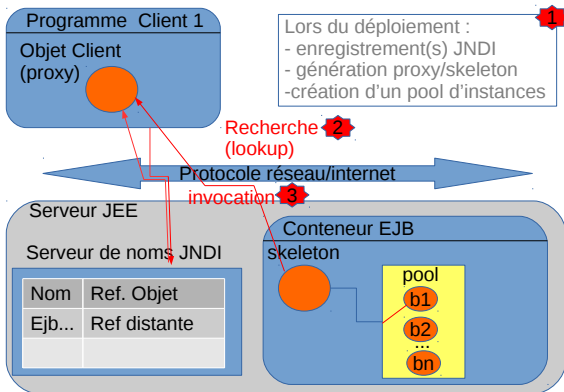 Programme Client 1
Objet Client
(proxy)
1
Lors du déploiement :
- enregistrement(s) JNDI
- génération proxy/skeleton
-création d'un pool d'instances
Recherche 2
(lookup)
Protocole réseau/internet
invocation 3
Serveur JEE
Serveur de noms JNDI
Nom Ref. Objet
Ejb... Ref distante
Conteneur EJB
skeleton
pool
b1
b2
...
bn